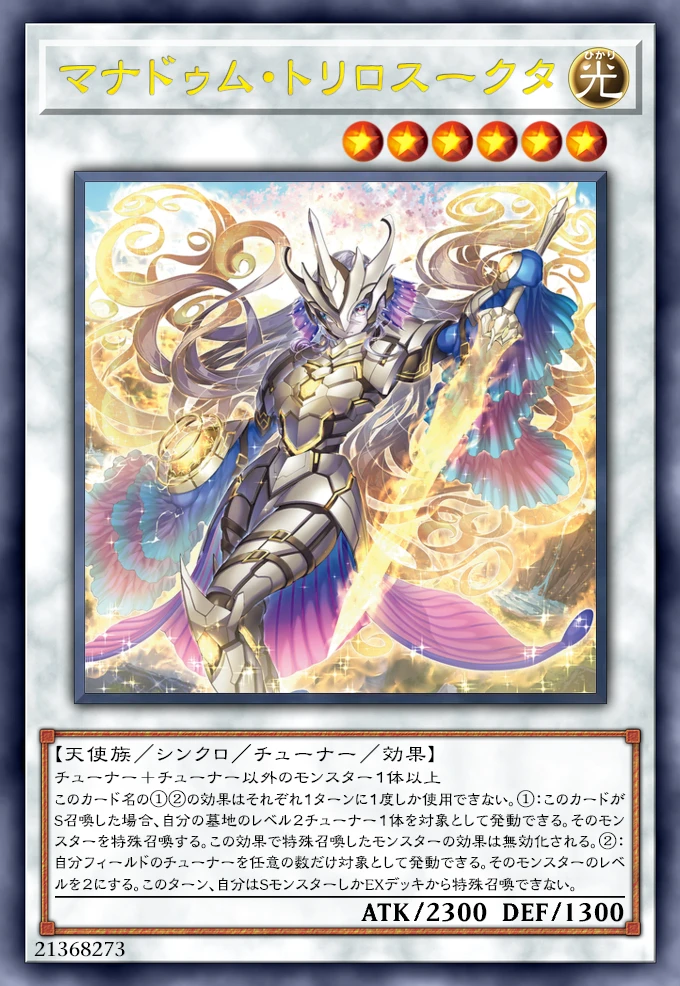 マナドゥム・トリロスークタ
ひかり
光
【天使族／シンクロ／チューナー／効果】
チューナー＋チューナー以外のモンスター１体以上
このカード名の①②の効果はそれぞれ１ターンに１度しか使用できない。①：このカードが
S召喚した場合、自分の墓地のレベル２チューナー１体を対象として発動できる。そのモン
スターを特殊召喚する。この効果で特殊召喚したモンスターの効果は無効化される。②：
自分フィールドのチューナーを任意の数だけ対象として発動できる。そのモンスターのレベ
ルを２にする。このターン、自分はSモンスターしかEXデッキから特殊召喚できない。
ATK/2300 DEF/1300
21368273